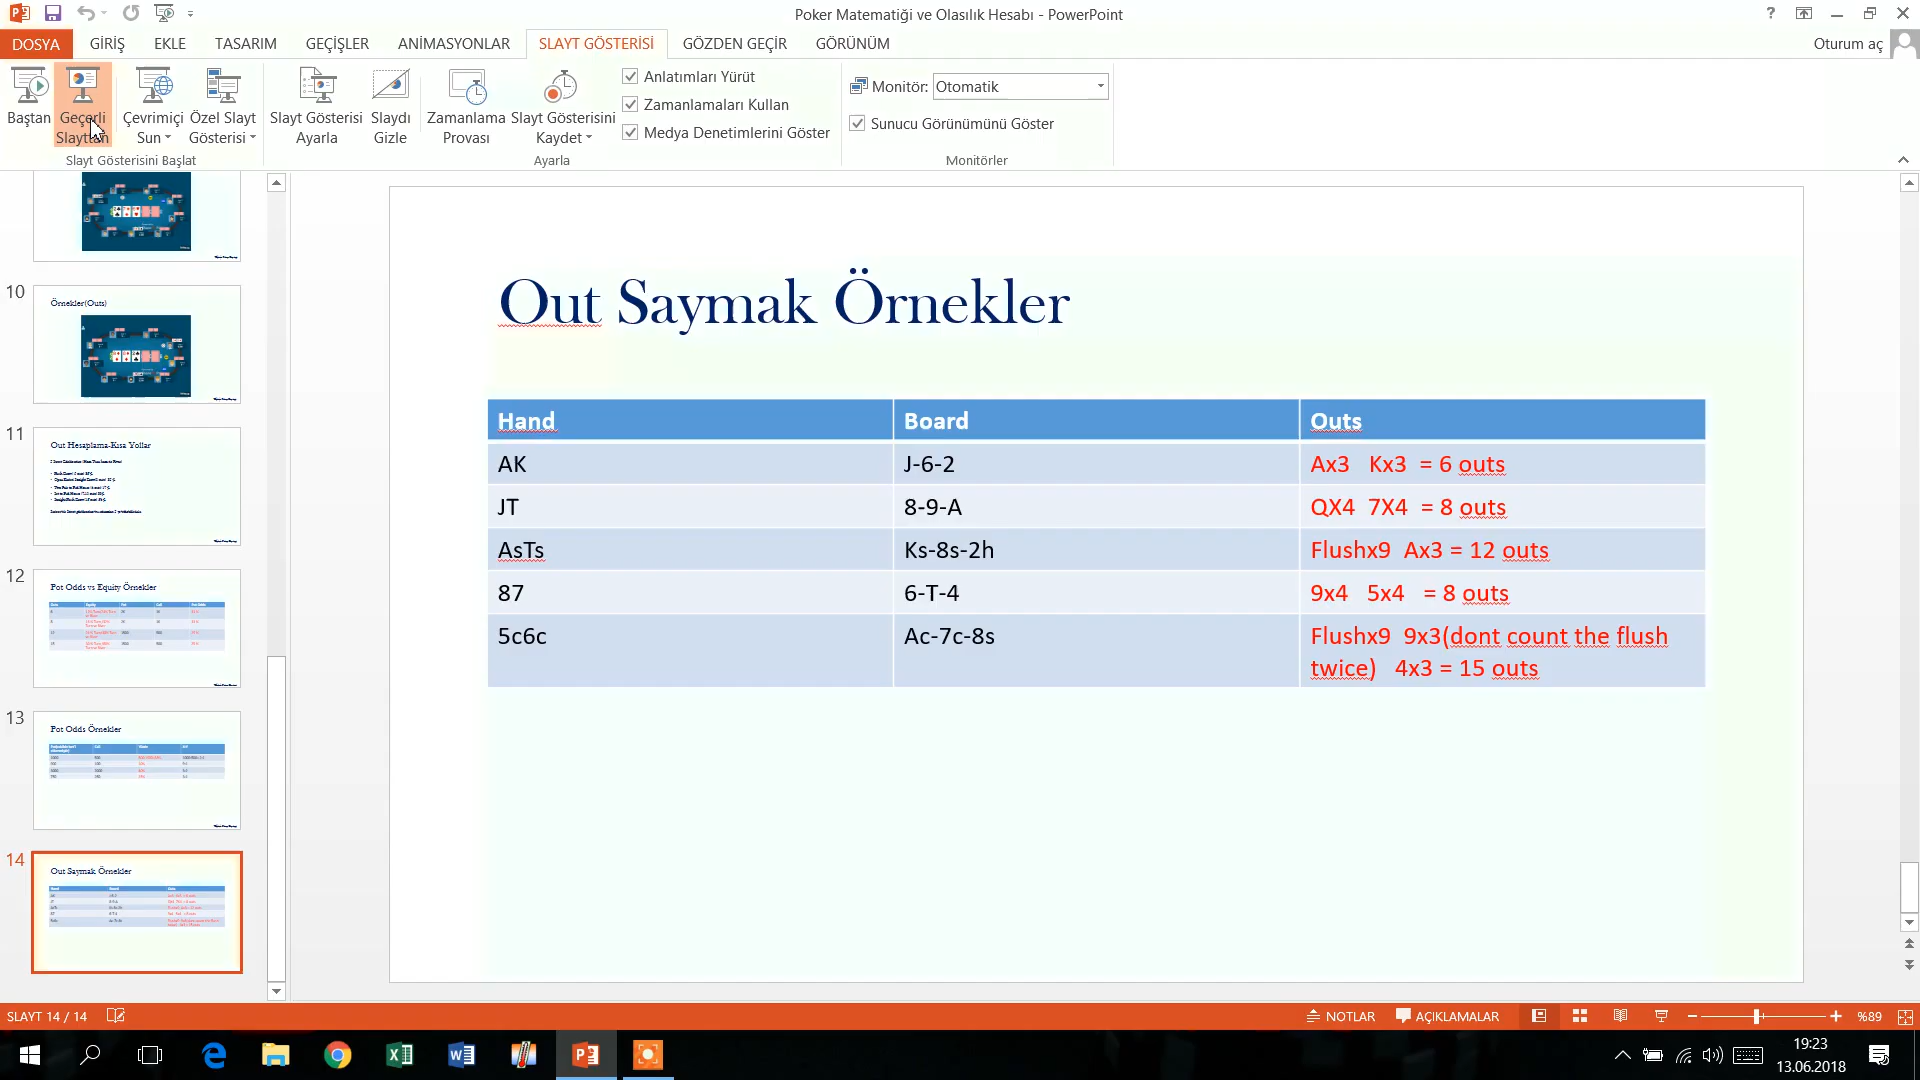 Poker Matematiği ve Olasılık Hesabı - PowerPoint
DOSYA GİRİŞ EKLE TASARIM GEÇİŞLER ANİMASYONLAR SLAYT GÖSTERİSİ GÖZDEN GEÇİR GÖRÜNÜM Oturum aç
Baştan
Geçerli
Slayttan
Çevrimiçi
Sun
Özel Slayt
Gösterisi
Slayt Gösterisini Başlat
Slayt Gösterisi
Ayarla
Slaydı
Gizle
Zamanlama
Provası
Slayt Gösterisini
Kaydet
Anlatımları Yürüt
Zamanlamaları Kullan
Medya Denetimlerini Göster
Ayarla
Monitör: Otomatik
Sunucu Görünümünü Göster
Monitörler
10
Örnekler(Outs)
11
Out Hesaplama-Kısa Yollar
12
Pot Odds vs Equity Örnekler
13
Pot Odds Örnekler
14
Out Saymak Örnekler
Out Saymak Örnekler
Hand Board Outs
AK J-6-2 Ax3 Kx3 = 6 outs
JT 8-9-A QX4 7X4 = 8 outs
AsTs Ks-8s-2h Flushx9 Ax3 = 12 outs
87 6-T-4 9x4 5x4 = 8 outs
5c6c Ac-7c-8s Flushx9 9x3(dont count the flush
twice) 4x3 = 15 outs
SLAYT 14 / 14 NOTLAR AÇIKLAMALAR %89
19:23
13.06.2018